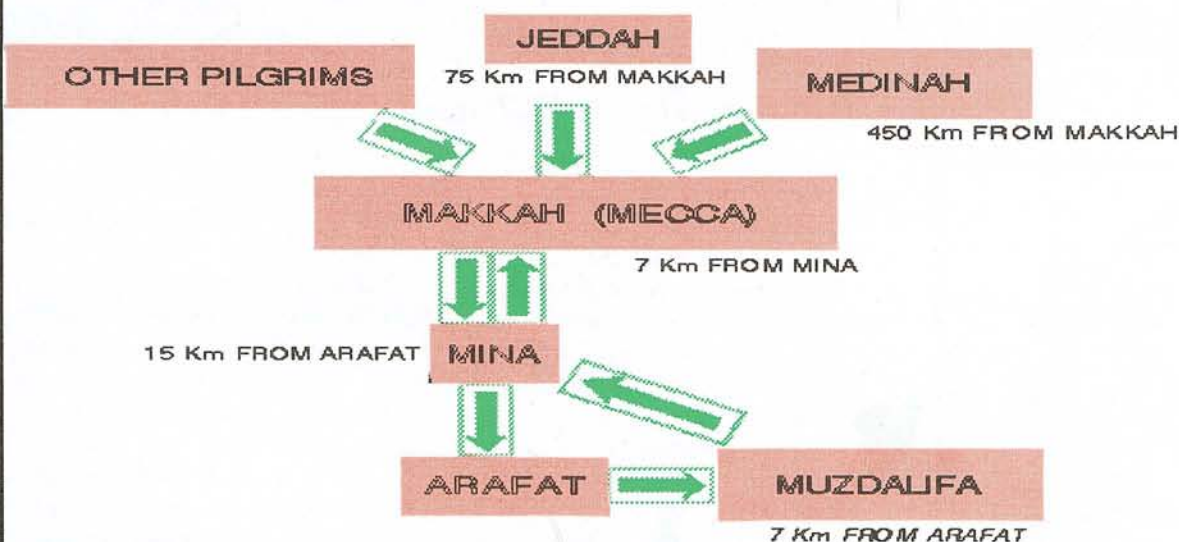 JEDDAH
OTHER PILGRIMS
75 Km FROM MAKKAH
MEDINAH
450 Km FROM MAKKAH
MAKKAH (MECCA)
7 Km FROM MINA
15 Km FROM ARAFAT
MINA
ARAFAT
MUZDALIFA
7 Km FROM ARAFAT